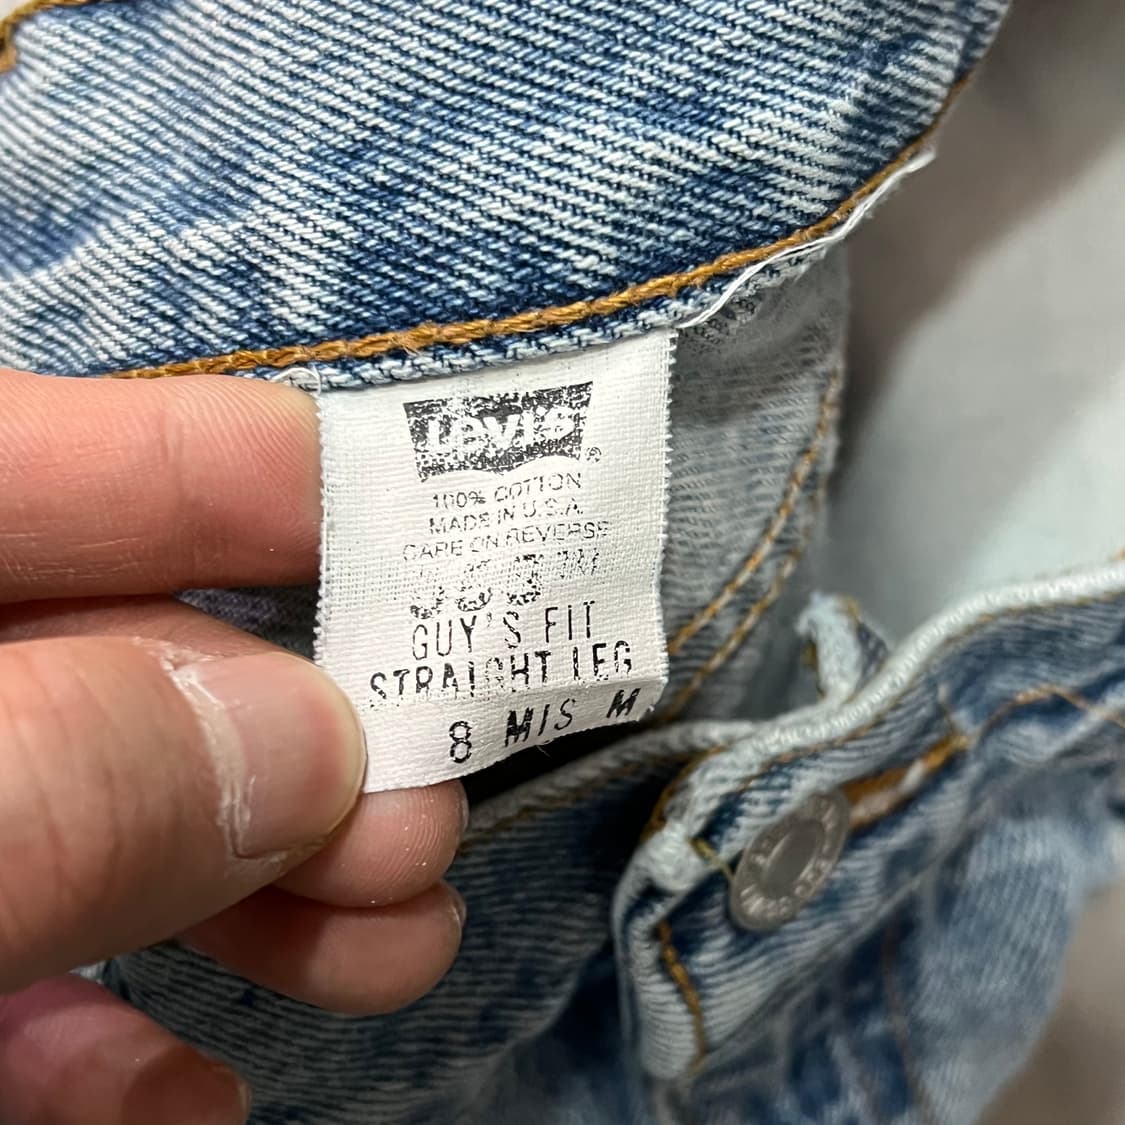 Levi's®
100% COTTON
MADE IN U.S.A.
CARE ON REVERSE
GUY'S FIT
STRAIGHT LEG
8 MIS M